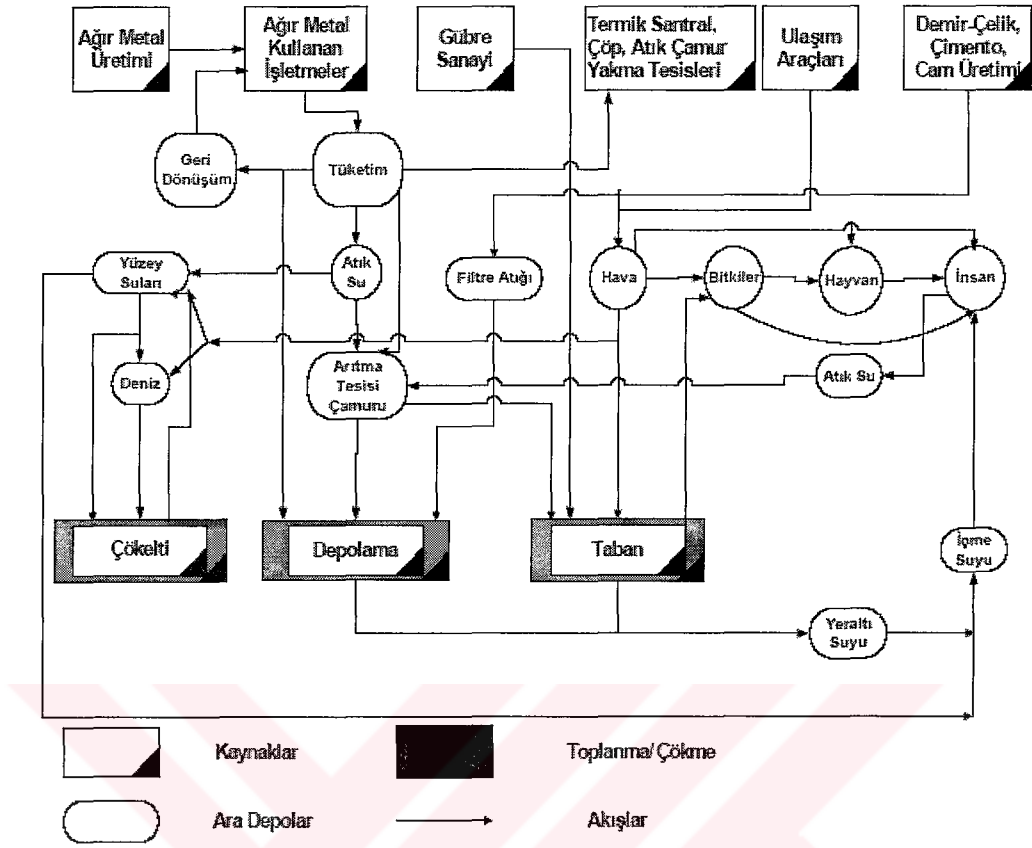 Ağır Metal
Üretimi
Ağır Metal
Kullanan
İşletmeler
Gübre
Sanayi
Termik Santral,
Çöp, Atık Çamur
Yakma Tesisleri
Ulaşım
Araçları
Demir-Çelik,
Çimento,
Cam Üretimi
Geri
Dönüşüm
Tüketim
Yüzey
Suları
Atık
Su
Filtre Atığı
Hava
Bitkiler
Hayvan
İnsan
Deniz
Arıtma
Tesisi
Çamuru
Atık Su
Çökelti
Depolama
Taban
İçme
Suyu
Yeraltı
Suyu
Kaynaklar
Toplanma/Çökme
Ara Depolar
Akışlar